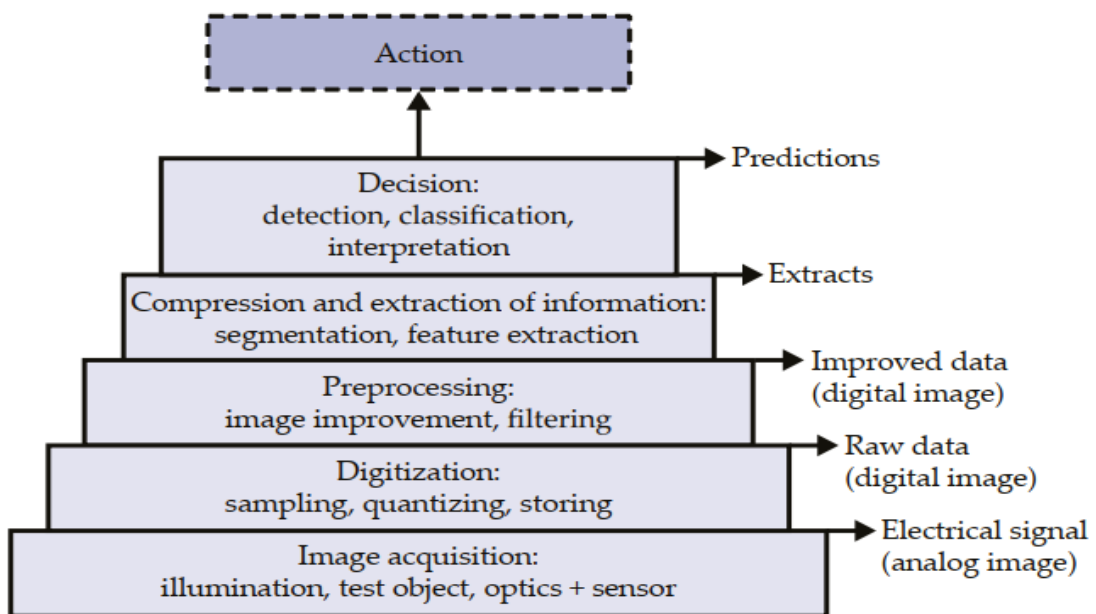 Action
Predictions
Decision:
detection, classification,
interpretation
Extracts
Compression and extraction of information:
segmentation, feature extraction
Improved data
(digital image)
Preprocessing:
image improvement, filtering
Raw data
(digital image)
Digitization:
sampling, quantizing, storing
Electrical signal
(analog image)
Image acquisition:
illumination, test object, optics + sensor